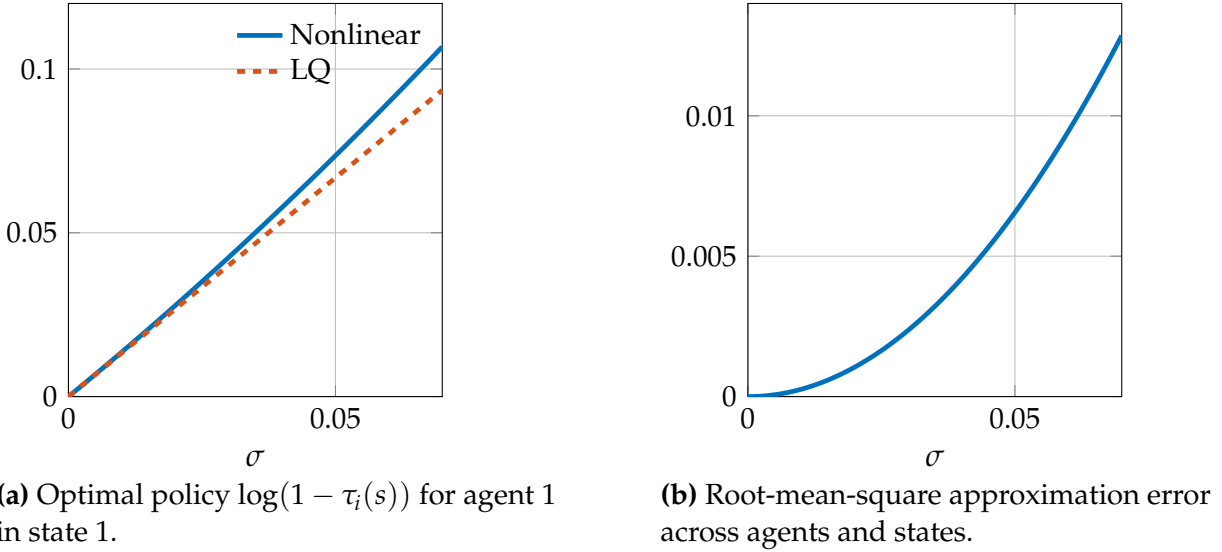 Nonlinear
LQ
0.1
0.05
0
0
0.05
σ
(a) Optimal policy log(1 − τᵢ(s)) for agent 1
in state 1.
0.01
0.005
0
0
0.05
σ
(b) Root-mean-square approximation error
across agents and states.